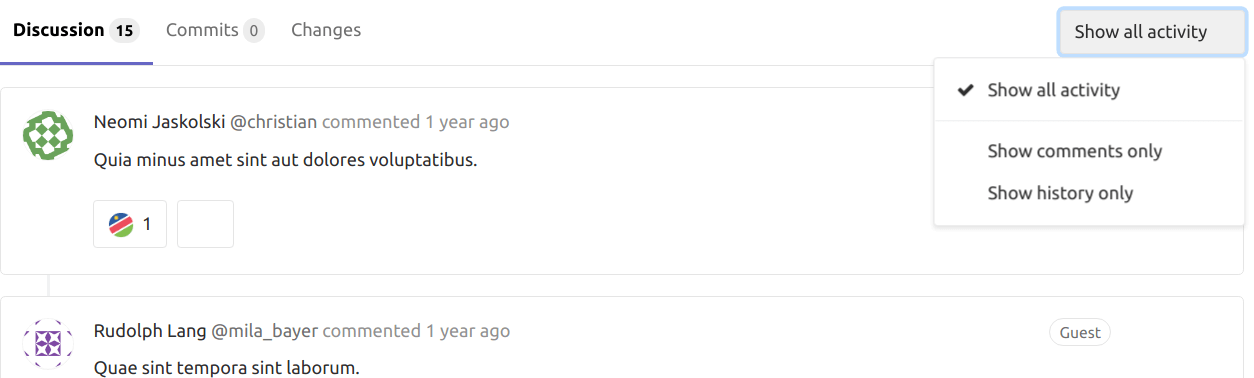 Discussion 15 Commits 0 Changes Show all activity
Show all activity
Show comments only
Show history only
Neomi Jaskolski @christian commented 1 year ago
Quia minus amet sint aut dolores voluptatibus.
1
Rudolph Lang @mila_bayer commented 1 year ago Guest
Quae sint tempora sint laborum.